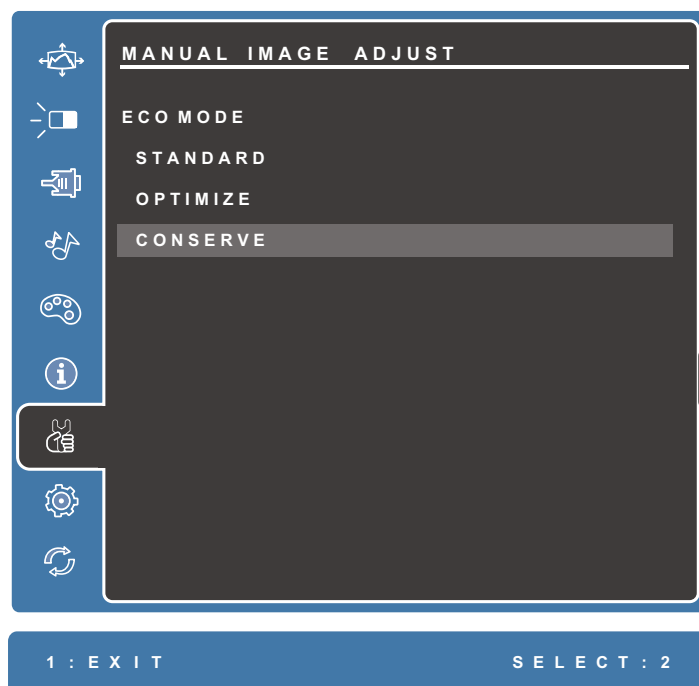 MANUAL IMAGE ADJUST
ECO MODE
STANDARD
OPTIMIZE
CONSERVE
1:EXIT
SELECT:2